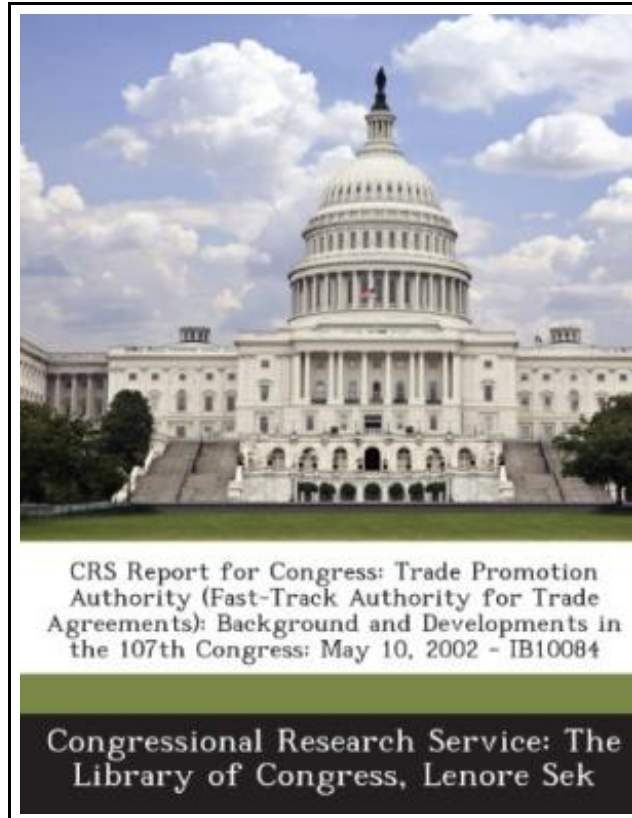 CRS Report for Congress: Trade Promotion
Authority (Fast-Track Authority for Trade
Agreements): Background and Developments in
the 107th Congress: May 10, 2002 - IB10084
Congressional Research Service: The
Library of Congress, Lenore Sek